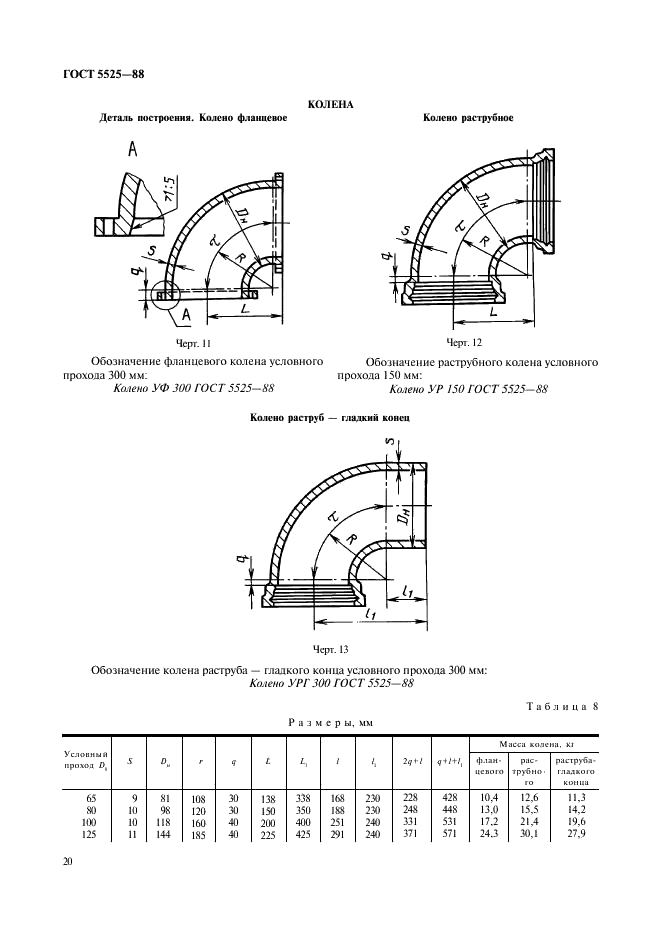 ГОСТ 5525—88
КОЛЕНА
Деталь построения. Колено фланцевое
Колено раструбное
А
71:5
S
q
Dн
τ
R
L
А
S
q
Dн
τ
R
L
Черт. 11
Черт. 12
Обозначение фланцевого колена условного
прохода 300 мм:
Колено УФ 300 ГОСТ 5525—88
Обозначение раструбного колена условного
прохода 150 мм:
Колено УР 150 ГОСТ 5525—88
Колено раструб — гладкий конец
S
q
Dн
τ
R
l1
l1
Черт. 13
Обозначение колена раструба — гладкого конца условного прохода 300 мм:
Колено УРГ 300 ГОСТ 5525—88
Таблица 8
Размеры, мм
Условный проход Dу S Dн r q L L1 l l1 2q+l q+l+l1 Масса колена, кг
фланцевого раструбного раструба-гладкого конца
65 9 81 108 30 138 338 168 230 228 428 10,4 12,6 11,3
80 10 98 120 30 150 350 188 230 248 448 13,0 15,5 14,2
100 10 118 160 40 200 400 251 240 331 531 17,2 21,4 19,6
125 11 144 185 40 225 425 291 240 371 571 24,3 30,1 27,9
20